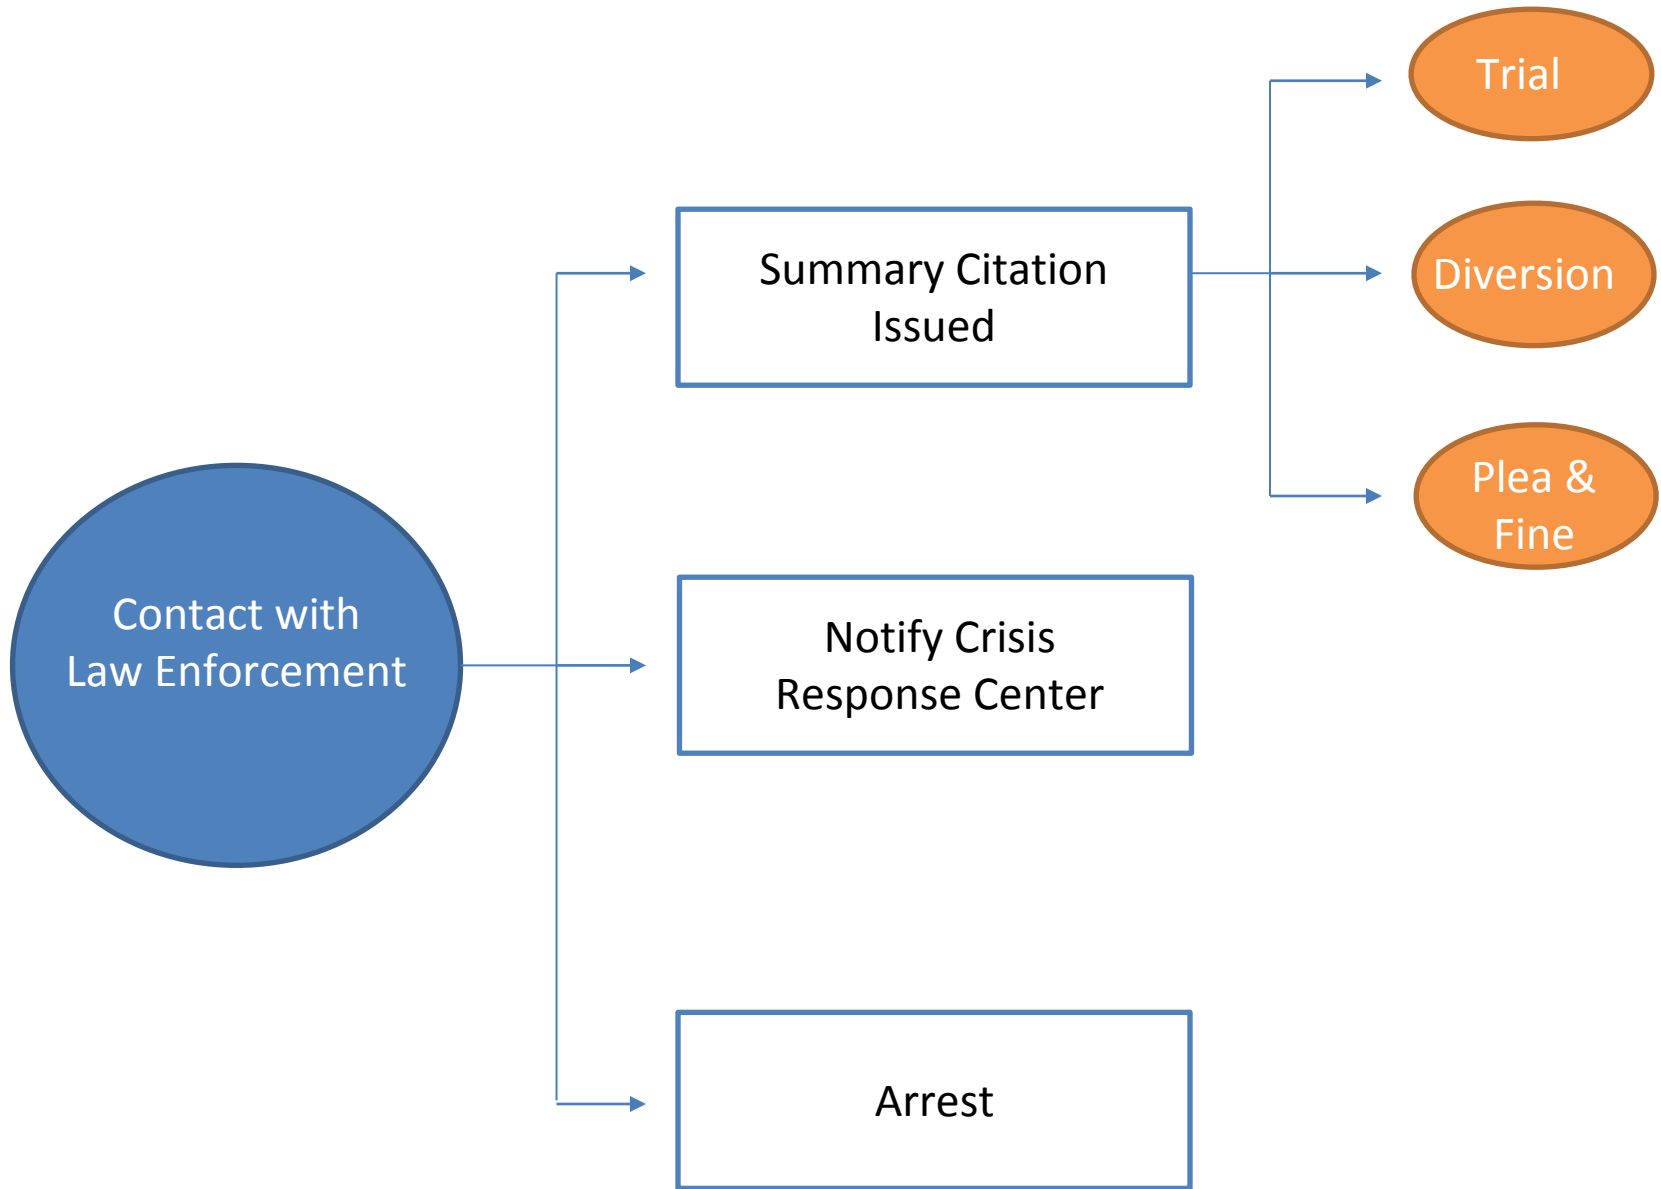 Trial
Summary Citation
Issued
Diversion
Plea &
Fine
Contact with
Law Enforcement
Notify Crisis
Response Center
Arrest